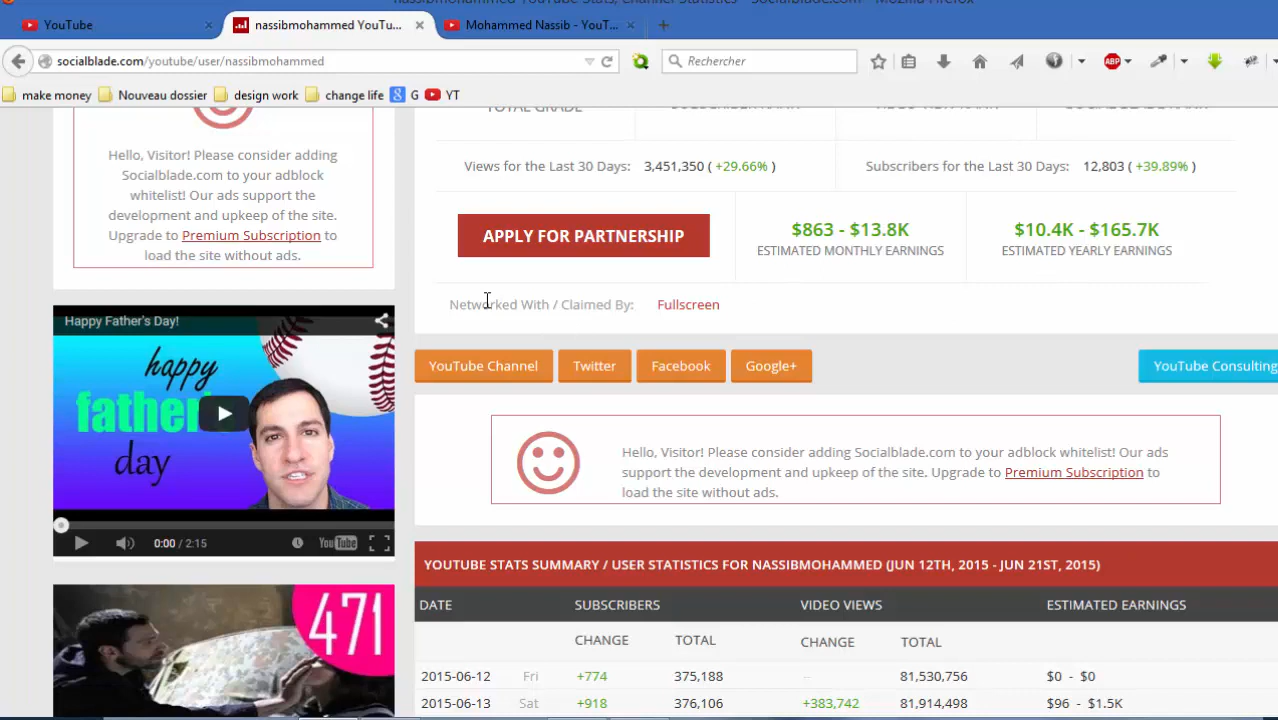 YouTube
nassibmohammed YouTu...
Mohammed Nassib - YouT...
socialblade.com/youtube/user/nassibmohammed
Rechercher
ABP
make money
Nouveau dossier
design work
change life
G
YT
Hello, Visitor! Please consider adding
Socialblade.com to your adblock
whitelist! Our ads support the
development and upkeep of the site.
Upgrade to Premium Subscription to
load the site without ads.
Views for the Last 30 Days: 3,451,350 ( +29.66% )
Subscribers for the Last 30 Days: 12,803 ( +39.89% )
APPLY FOR PARTNERSHIP
$863 - $13.8K
ESTIMATED MONTHLY EARNINGS
$10.4K - $165.7K
ESTIMATED YEARLY EARNINGS
Networked With / Claimed By: Fullscreen
Happy Father's Day!
happy
father'
day
0:00 / 2:15
YouTube
YouTube Channel
Twitter
Facebook
Google+
YouTube Consulting
Hello, Visitor! Please consider adding Socialblade.com to your adblock whitelist! Our ads
support the development and upkeep of the site. Upgrade to Premium Subscription to
load the site without ads.
471
YOUTUBE STATS SUMMARY / USER STATISTICS FOR NASSIBMOHAMMED (JUN 12TH, 2015 - JUN 21ST, 2015)
DATE SUBSCRIBERS VIDEO VIEWS ESTIMATED EARNINGS
CHANGE TOTAL CHANGE TOTAL
2015-06-12 Fri +774 375,188 -- 81,530,756 $0 - $0
2015-06-13 Sat +918 376,106 +383,742 81,914,498 $96 - $1.5K